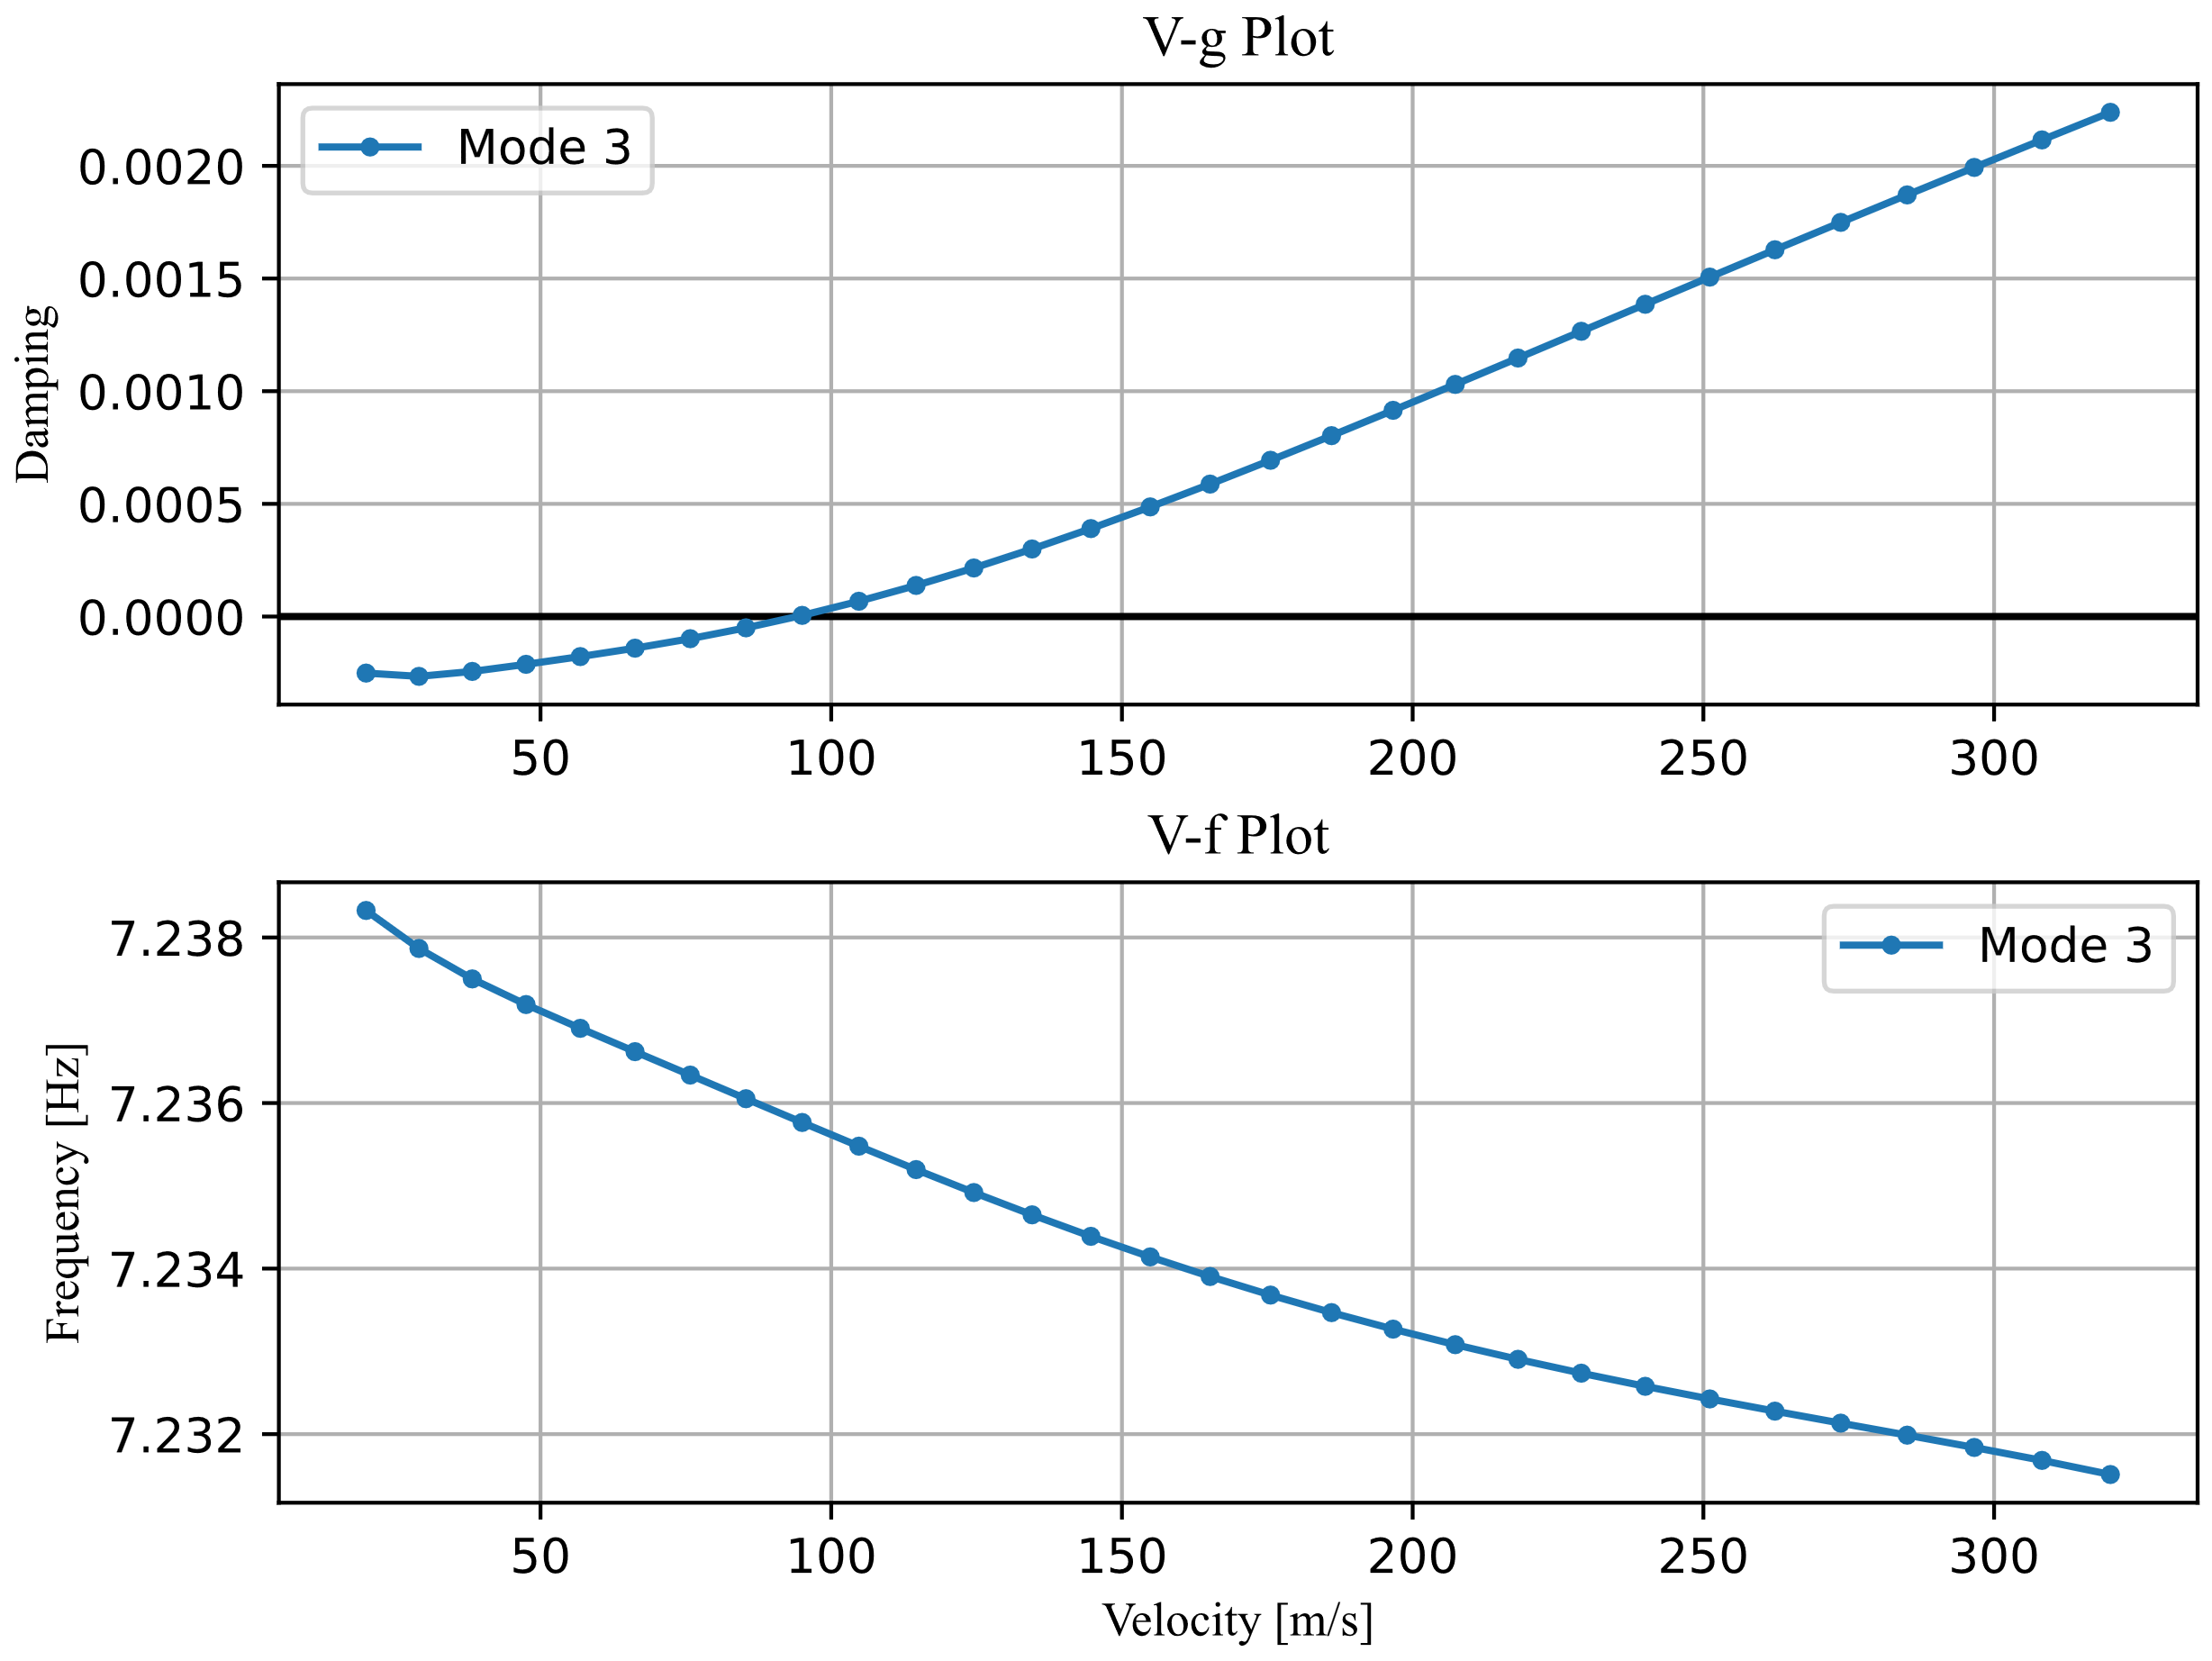 V-g Plot
Mode 3
Damping
0.0020
0.0015
0.0010
0.0005
0.0000
50 100 150 200 250 300
V-f Plot
Mode 3
Frequency [Hz]
7.238
7.236
7.234
7.232
50 100 150 200 250 300
Velocity [m/s]